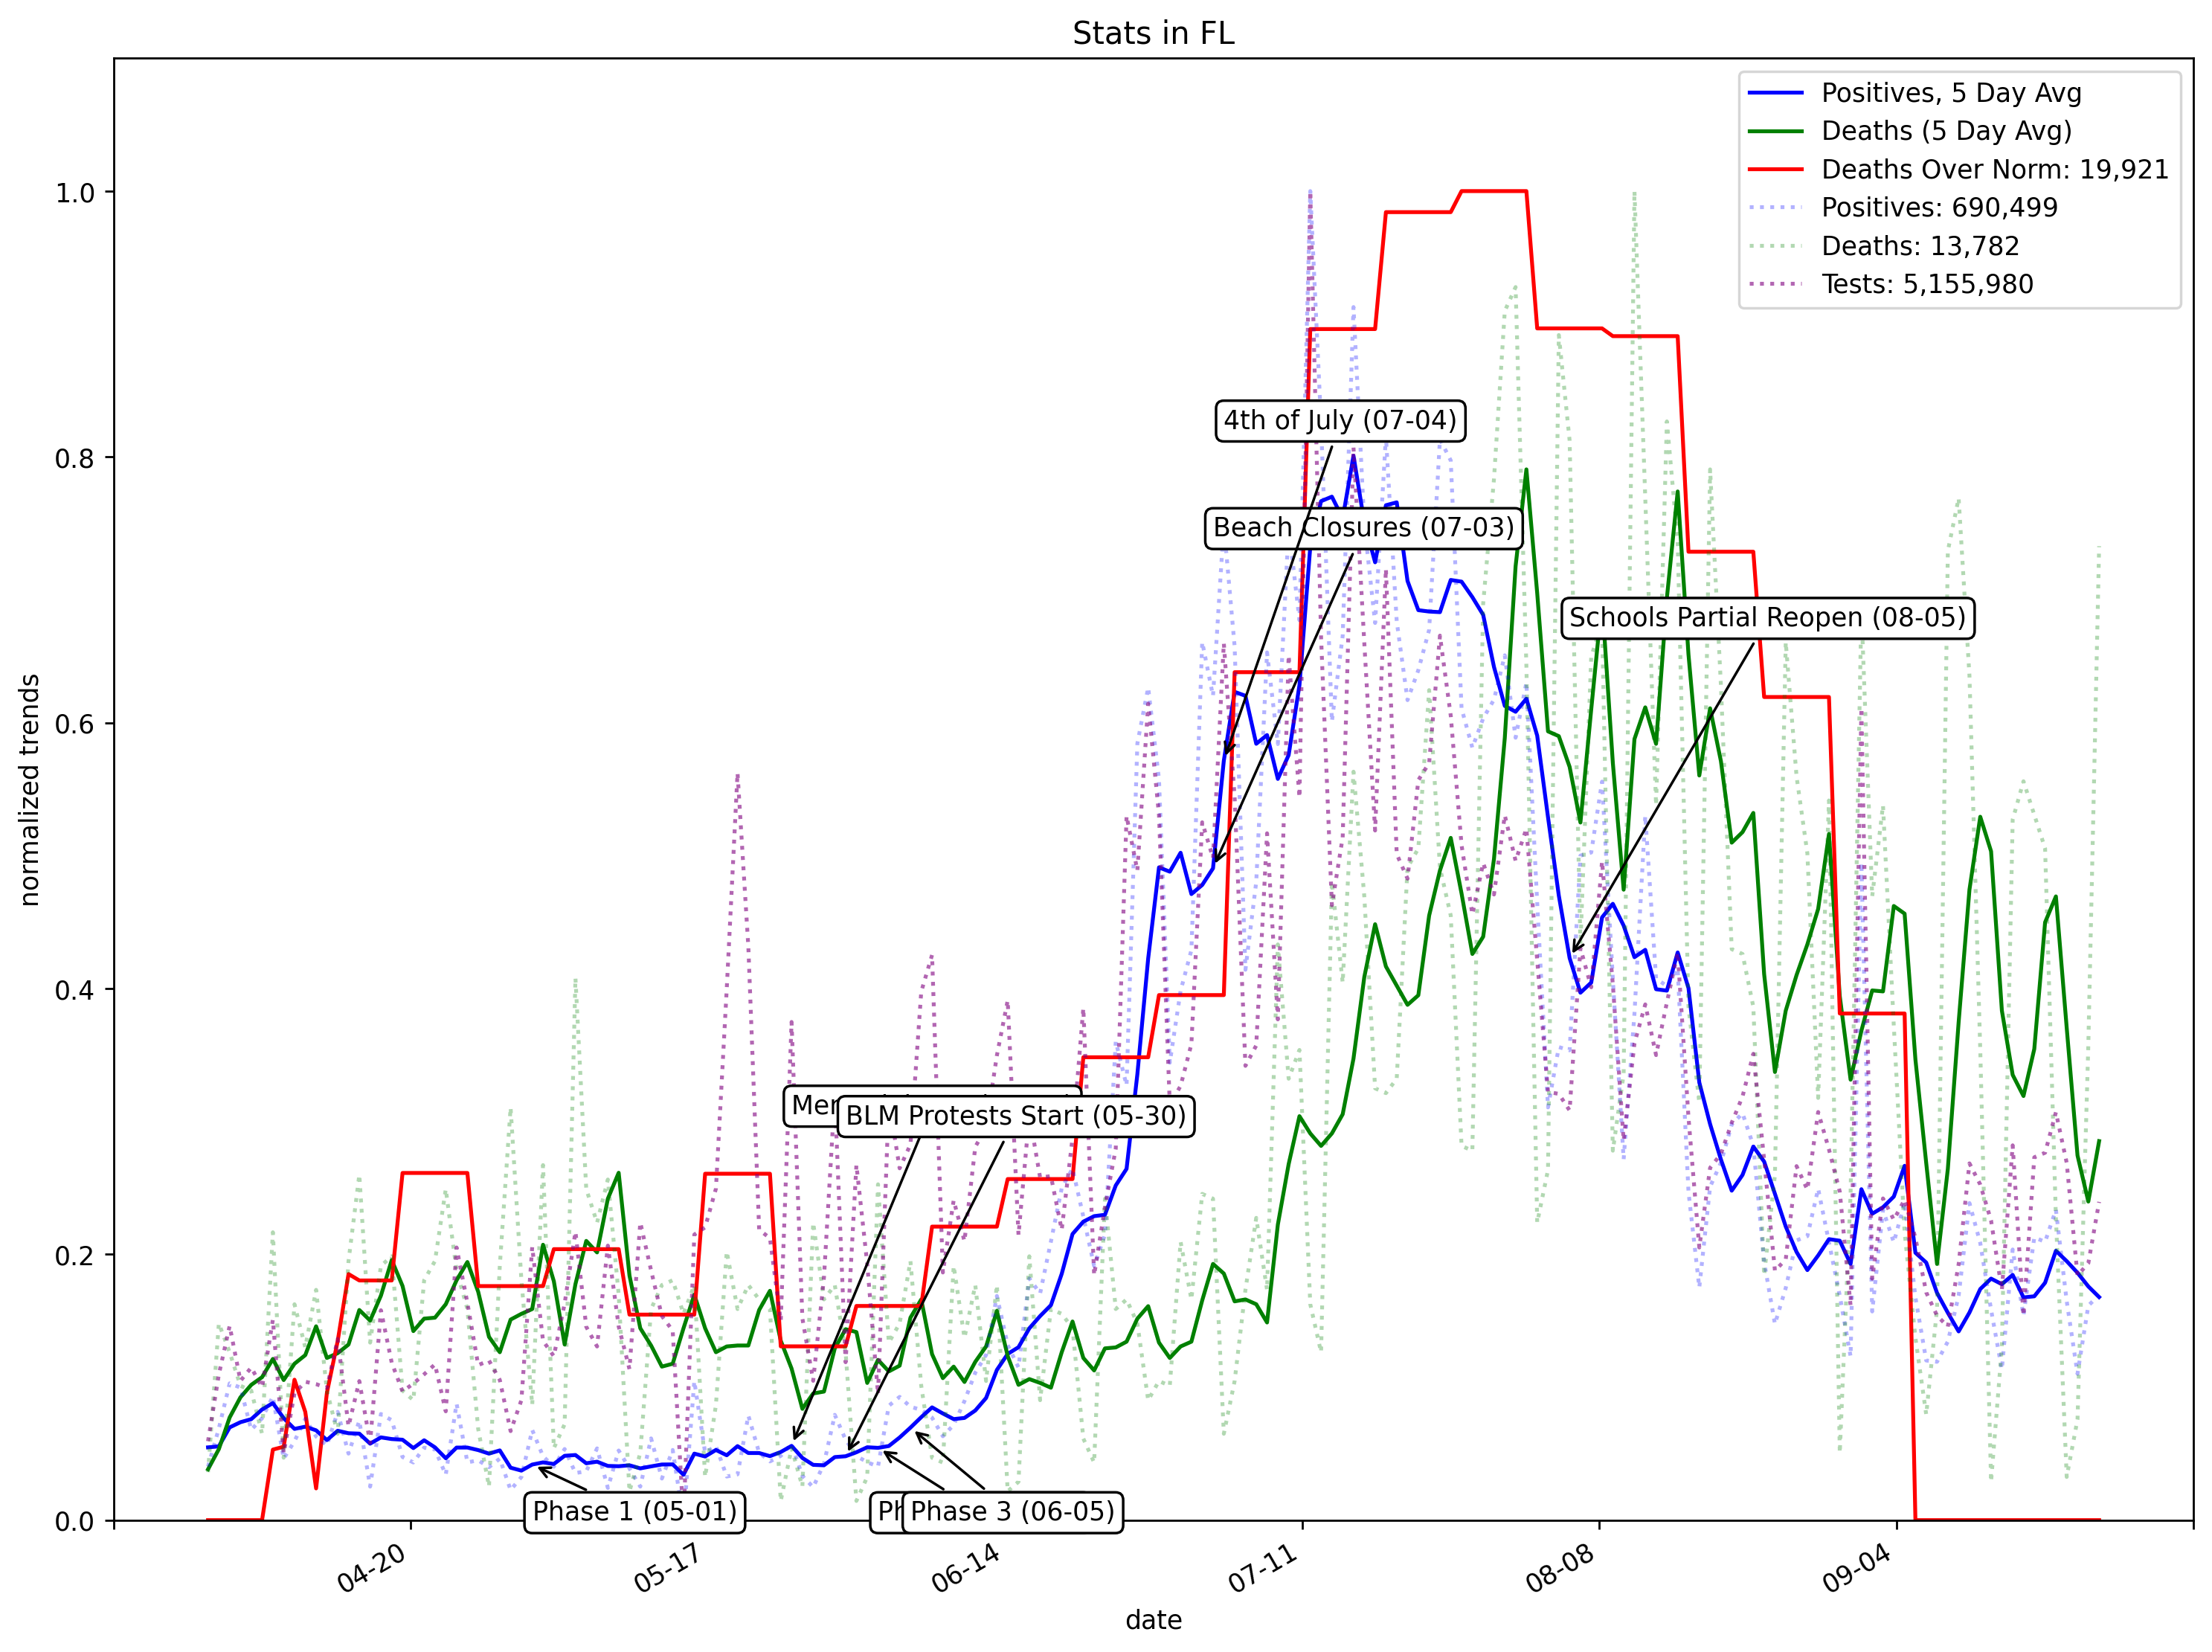 Stats in FL
Positives, 5 Day Avg
Deaths (5 Day Avg)
Deaths Over Norm: 19,921
Positives: 690,499
Deaths: 13,782
Tests: 5,155,980
1.0
0.8
0.6
0.4
0.2
0.0
normalized trends
4th of July (07-04)
Beach Closures (07-03)
Schools Partial Reopen (08-05)
BLM Protests Start (05-30)
Phase 1 (05-01)
Phase 3 (06-05)
04-20
05-17
06-14
07-11
08-08
09-04
date